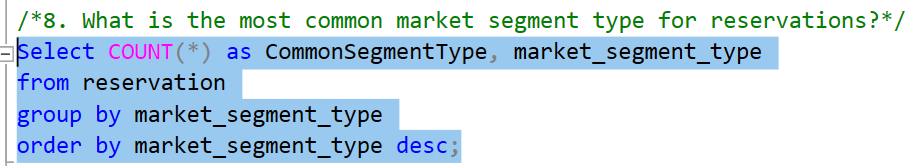 /*8. What is the most common market segment type for reservations?*/
Select COUNT(*) as CommonSegmentType, market_segment_type
from reservation
group by market_segment_type
order by market_segment_type desc;